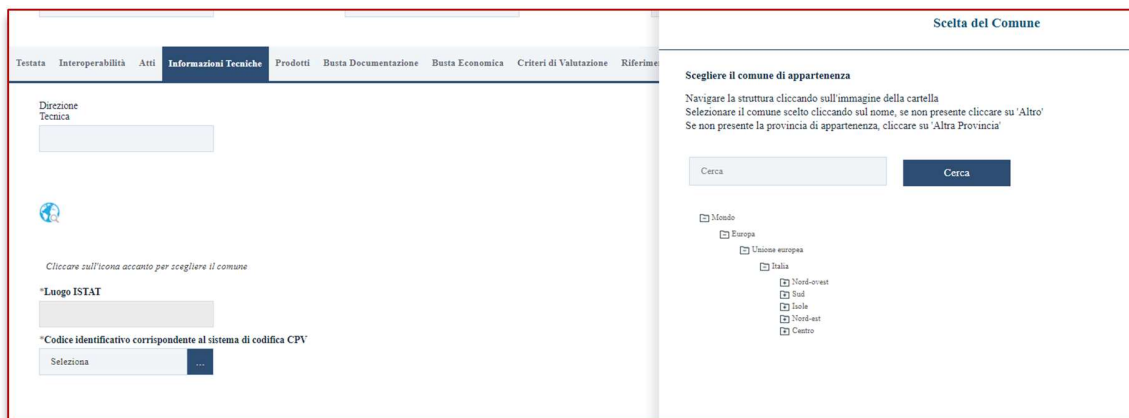 Testata Interoperabilità Atti Informazioni Tecniche Prodotti Busta Documentazione Busta Economica Criteri di Valutazione
Direzione
Tecnica
Cliccare sull'icona accanto per scegliere il comune
*Luogo ISTAT
*Codice identificativo corrispondente al sistema di codifica CPV
Seleziona ...
Scelta del Comune
Scegliere il comune di appartenenza
Navigare la struttura cliccando sull'immagine della cartella
Selezionare il comune scelto cliccando sul nome, se non presente cliccare su 'Altro'
Se non presente la provincia di appartenenza, cliccare su 'Altra Provincia'
Cerca Cerca
Mondo
Europa
Unione europea
Italia
Nord-ovest
Sud
Isole
Nord-est
Centro